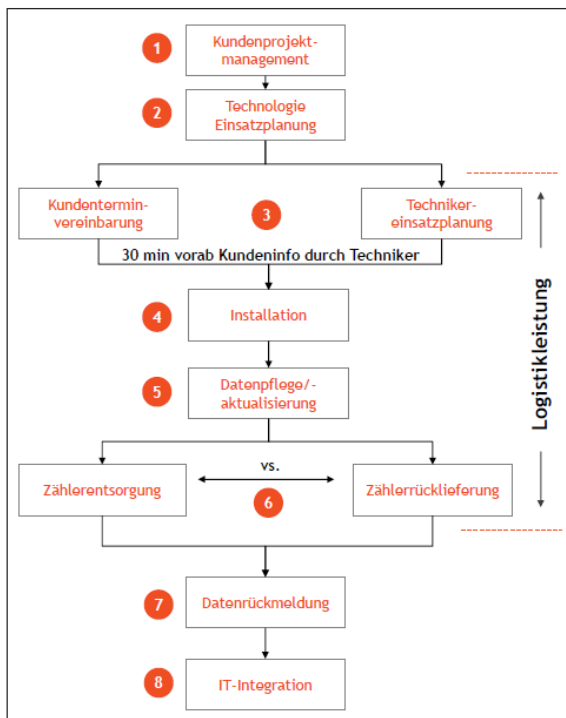 1
Kundenprojekt-
management
2
Technologie
Einsatzplanung
Kundentermin-
vereinbarung
3
Techniker-
einsatzplanung
30 min vorab Kundeninfo durch Techniker
4
Installation
5
Datenpflege/-
aktualisierung
Logistikleistung
Zählerentsorgung
vs.
6
Zählerrücklieferung
7
Datenrückmeldung
8
IT-Integration